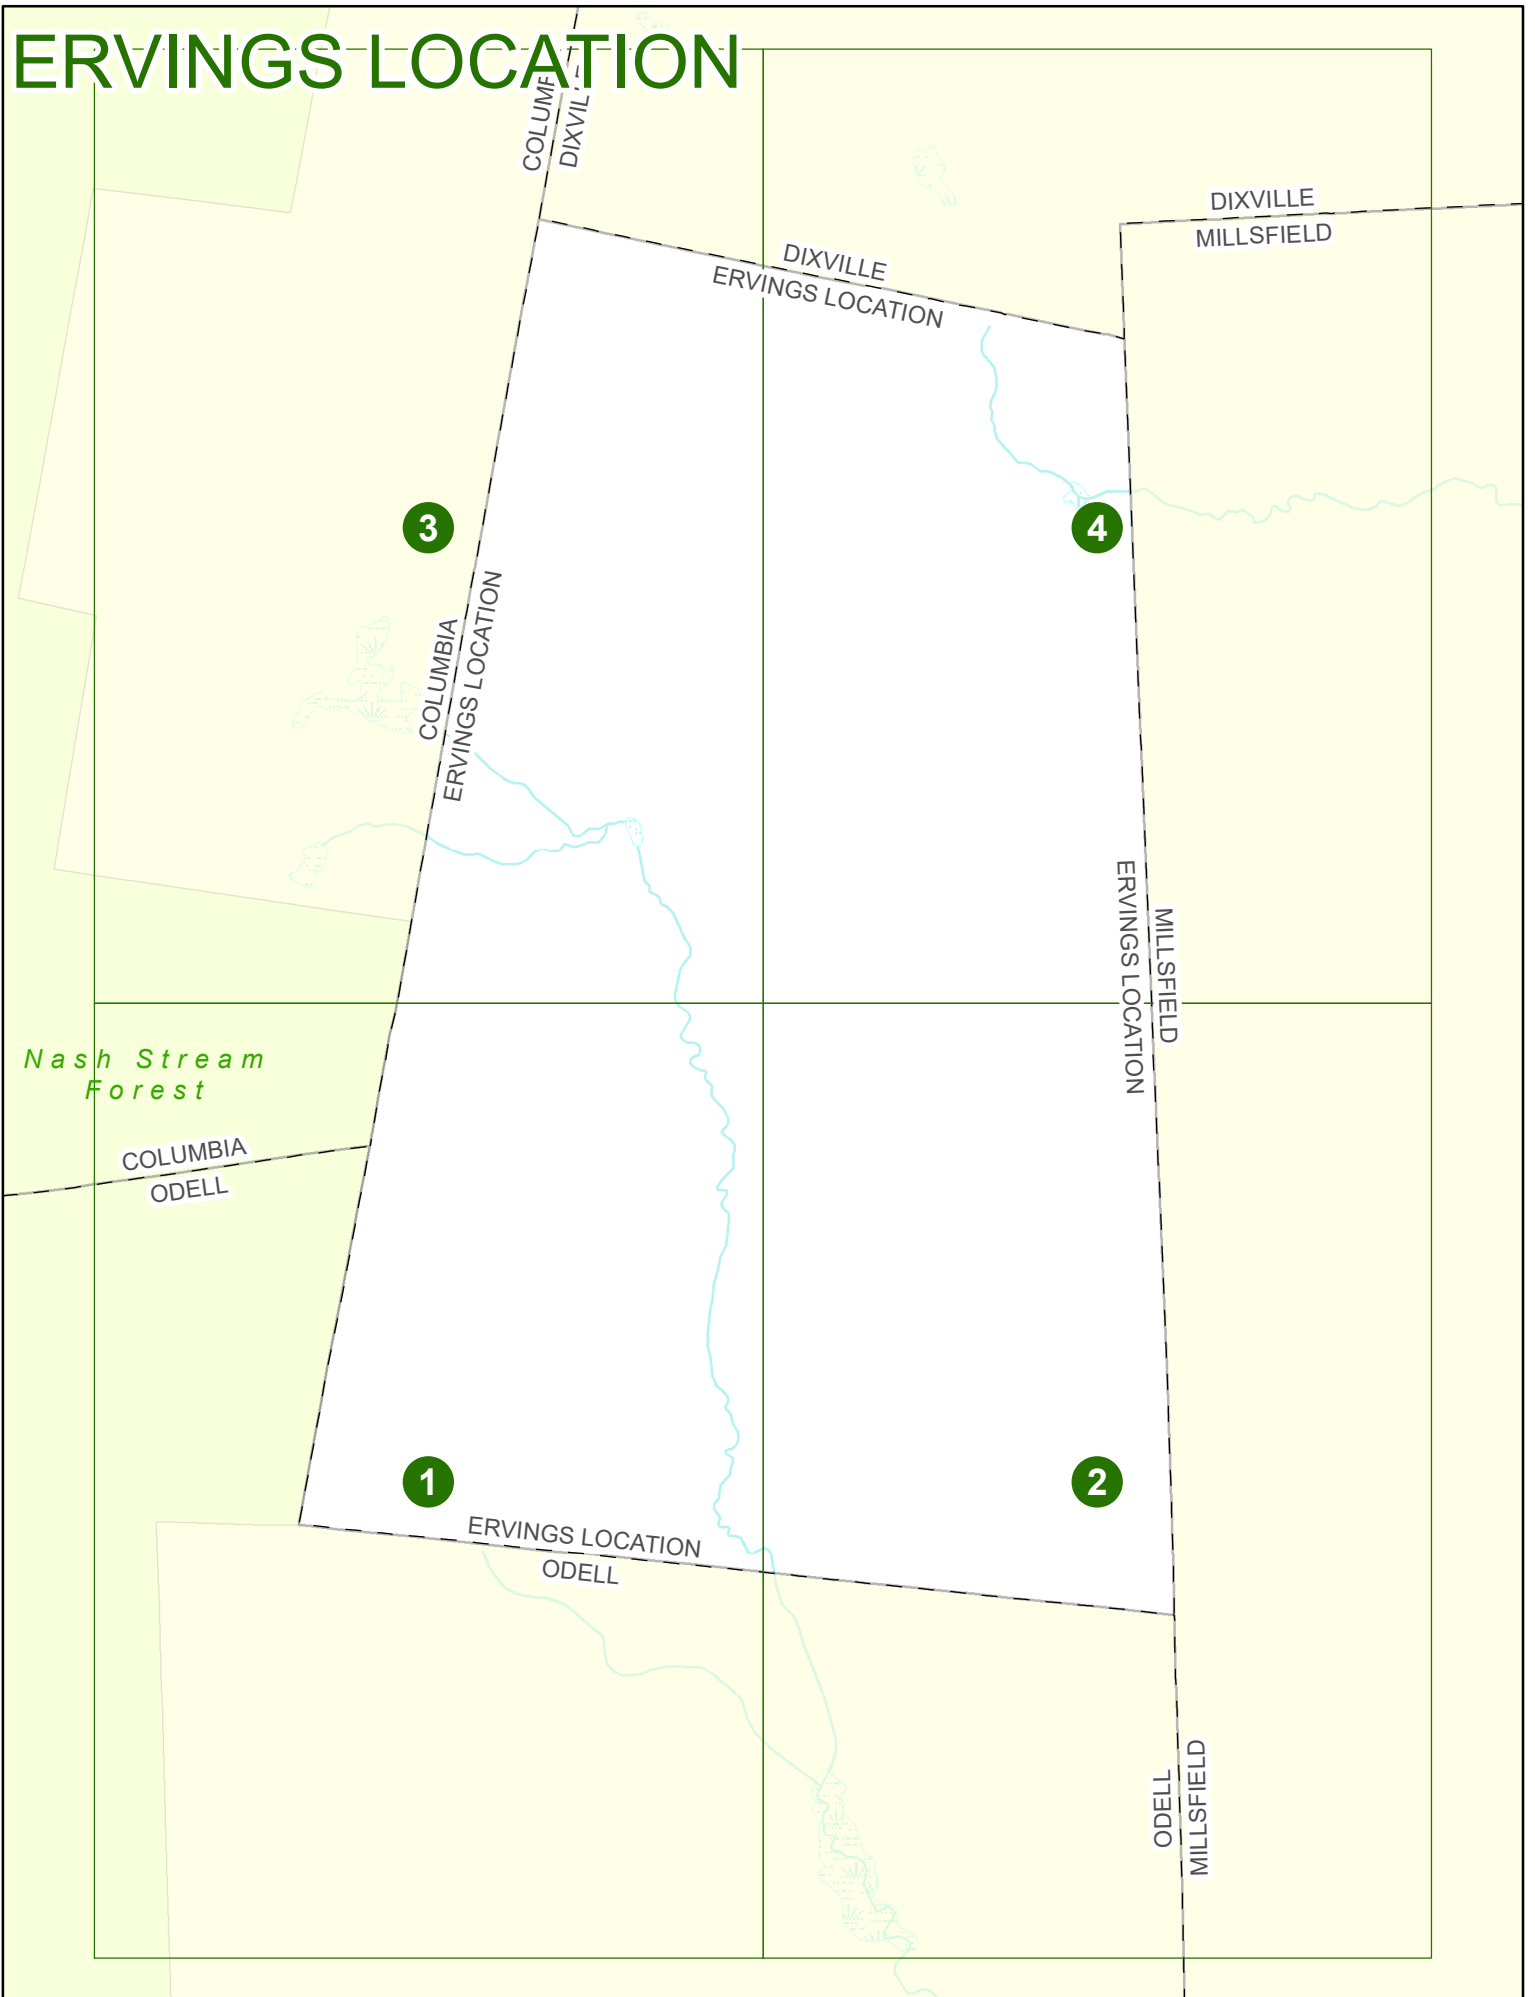 ERVINGS LOCATION
DIXVILLE
DIXVILLE
MILLSFIELD
DIXVILLE
ERVINGS LOCATION
3
4
COLUMBIA
ERVINGS LOCATION
ERVINGS LOCATION
MILLSFIELD
Nash Stream
Forest
COLUMBIA
ODELL
1
2
ERVINGS LOCATION
ODELL
ODELL
MILLSFIELD